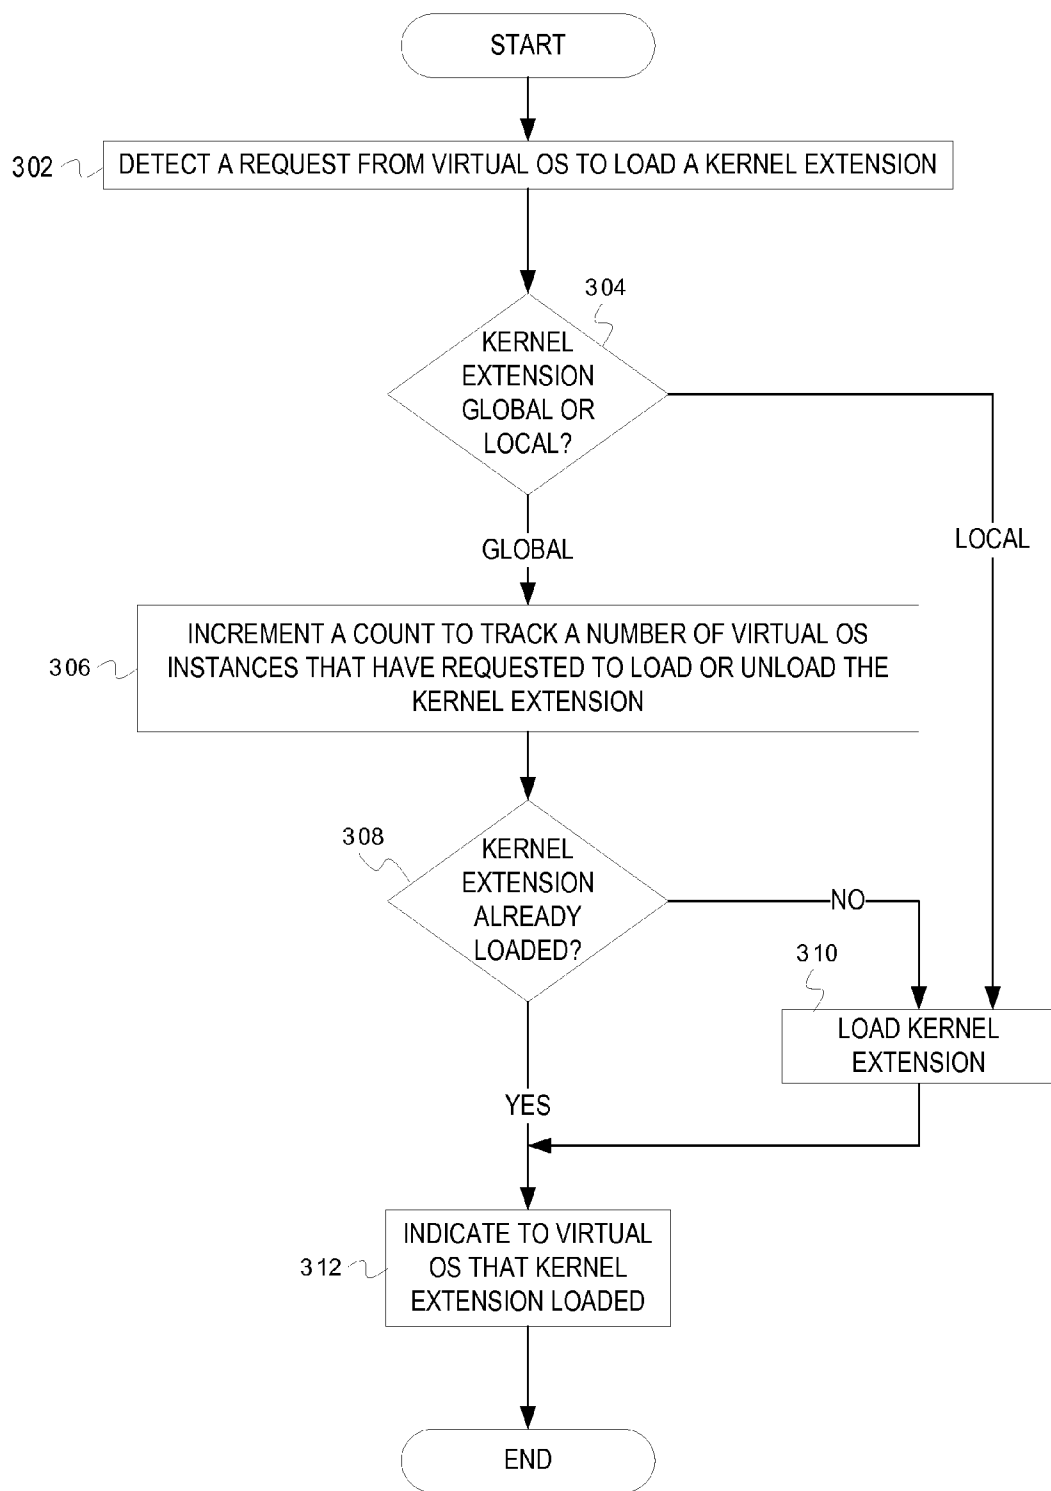 START
302
DETECT A REQUEST FROM VIRTUAL OS TO LOAD A KERNEL EXTENSION
304
KERNEL
EXTENSION
GLOBAL OR
LOCAL?
GLOBAL
LOCAL
306
INCREMENT A COUNT TO TRACK A NUMBER OF VIRTUAL OS
INSTANCES THAT HAVE REQUESTED TO LOAD OR UNLOAD THE
KERNEL EXTENSION
308
KERNEL
EXTENSION
ALREADY
LOADED?
NO
310
LOAD KERNEL
EXTENSION
YES
312
INDICATE TO VIRTUAL
OS THAT KERNEL
EXTENSION LOADED
END